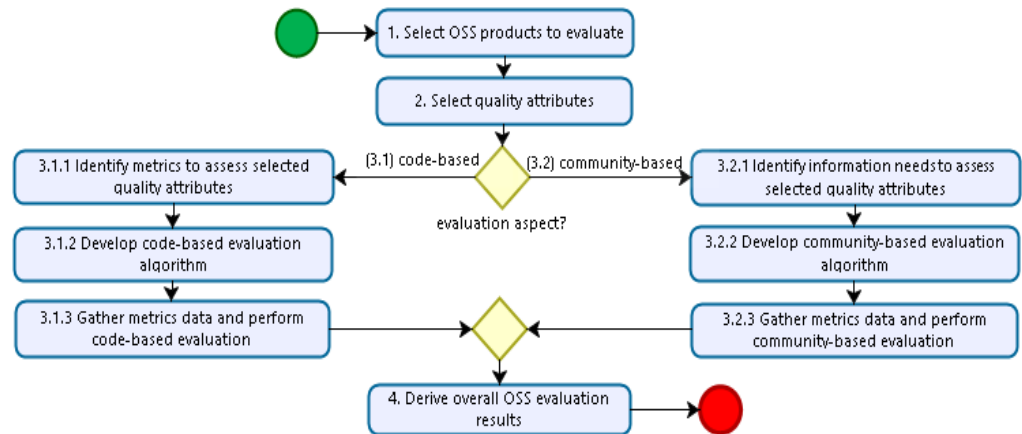 1. Select OSS products to evaluate
2. Select quality attributes
(3.1) code-based
(3.2) community-based
evaluation aspect?
3.1.1 Identify metrics to assess selected
quality attributes
3.1.2 Develop code-based evaluation
algorithm
3.1.3 Gather metrics data and perform
code-based evaluation
3.2.1 Identify information needs to assess
selected quality attributes
3.2.2 Develop community-based evaluation
algorithm
3.2.3 Gather metrics data and perform
community-based evaluation
4. Derive overall OSS evaluation
results